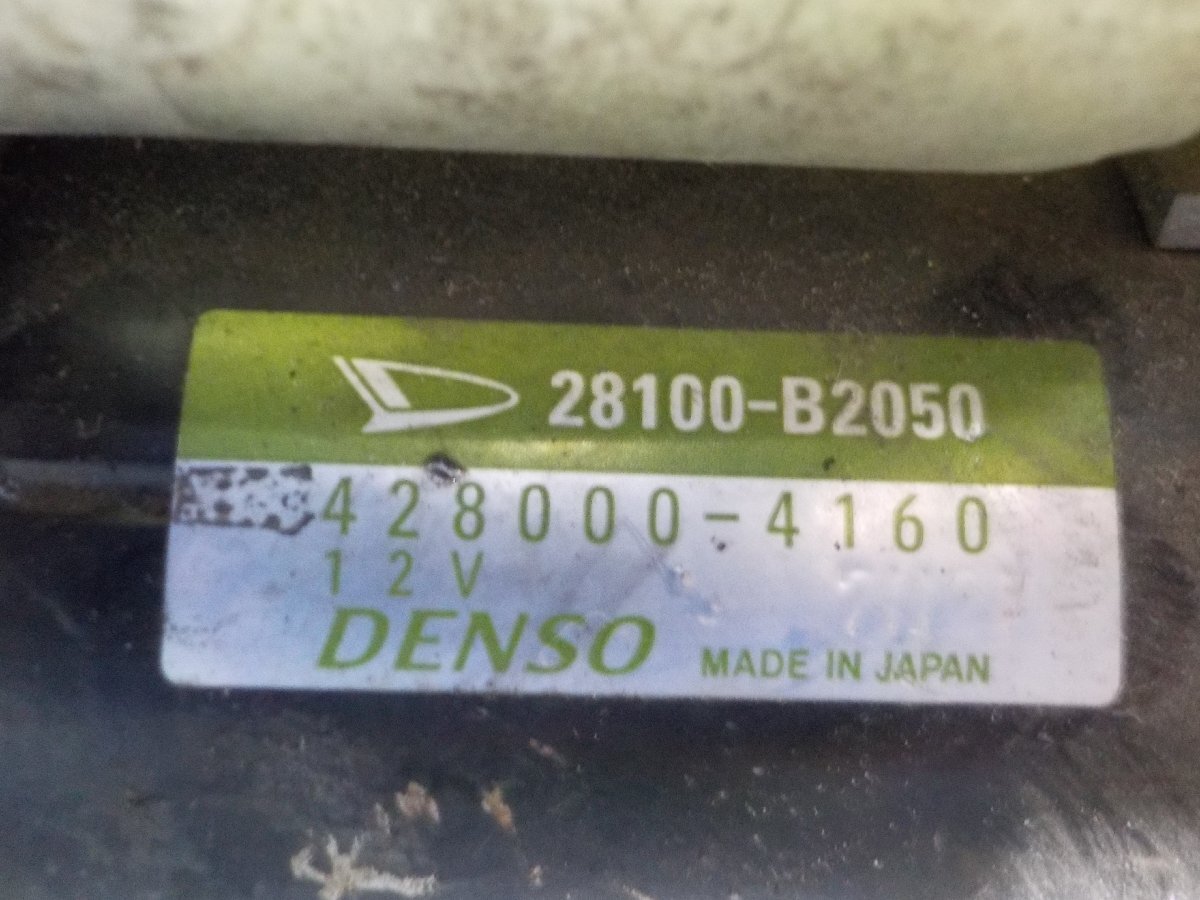 28100-B2050
428000-4160
12V
DENSO MADE IN JAPAN